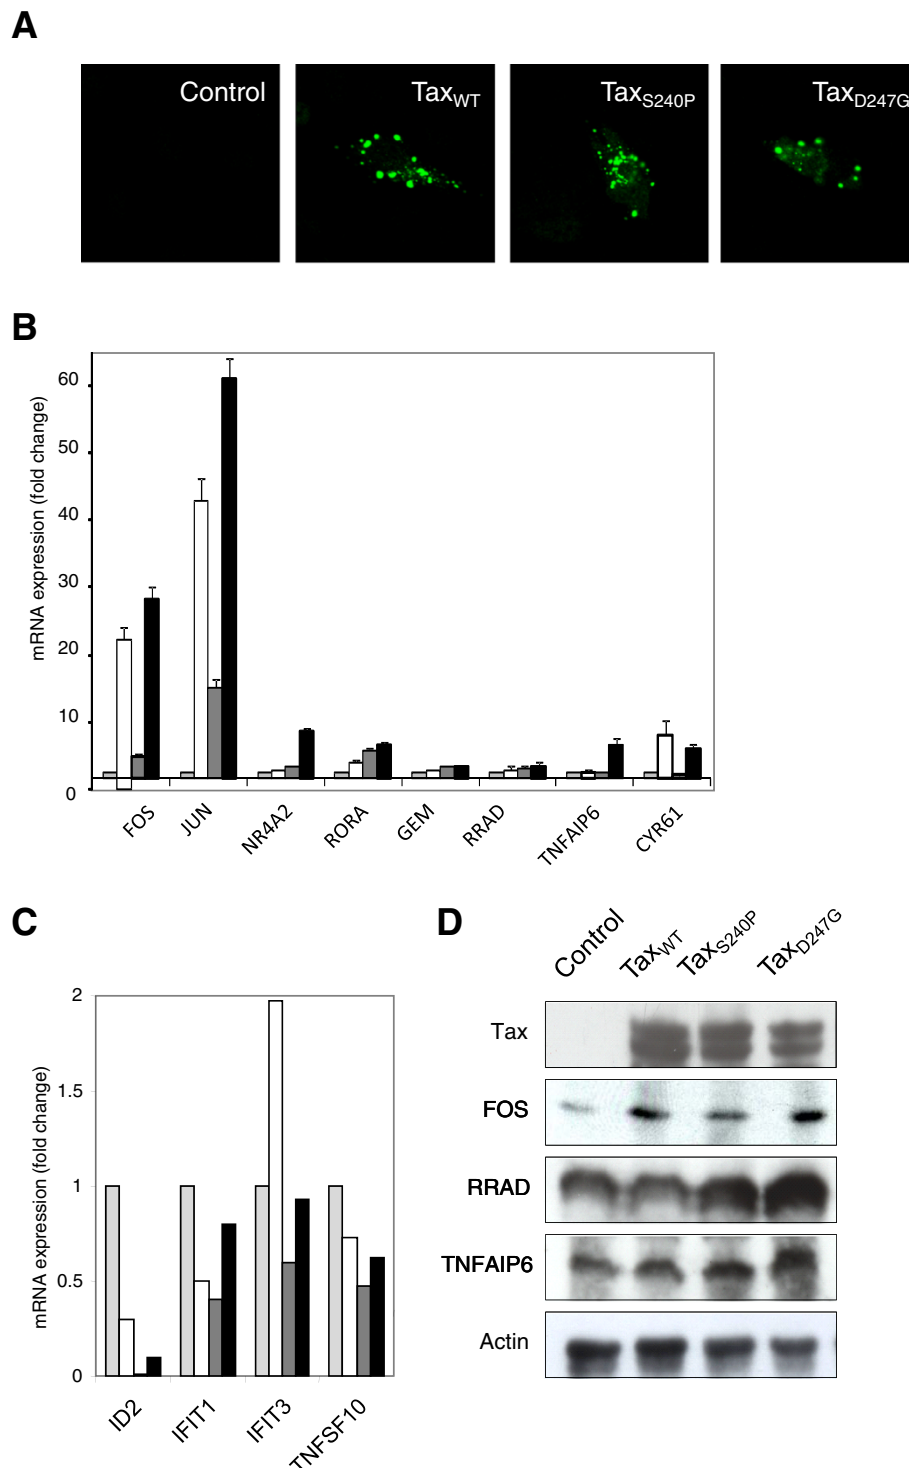 A
Control
TaxWT
TaxS240P
TaxD247G
B
mRNA expression (fold change)
60
50
40
30
20
10
0
FOS
JUN
NR4A2
RORA
GEM
RRAD
TNFAIP6
CYR61
C
mRNA expression (fold change)
2
1.5
1
0.5
0
ID2
IFIT1
IFIT3
TNFSF10
D
Control
TaxWT
TaxS240P
TaxD247G
Tax
FOS
RRAD
TNFAIP6
Actin